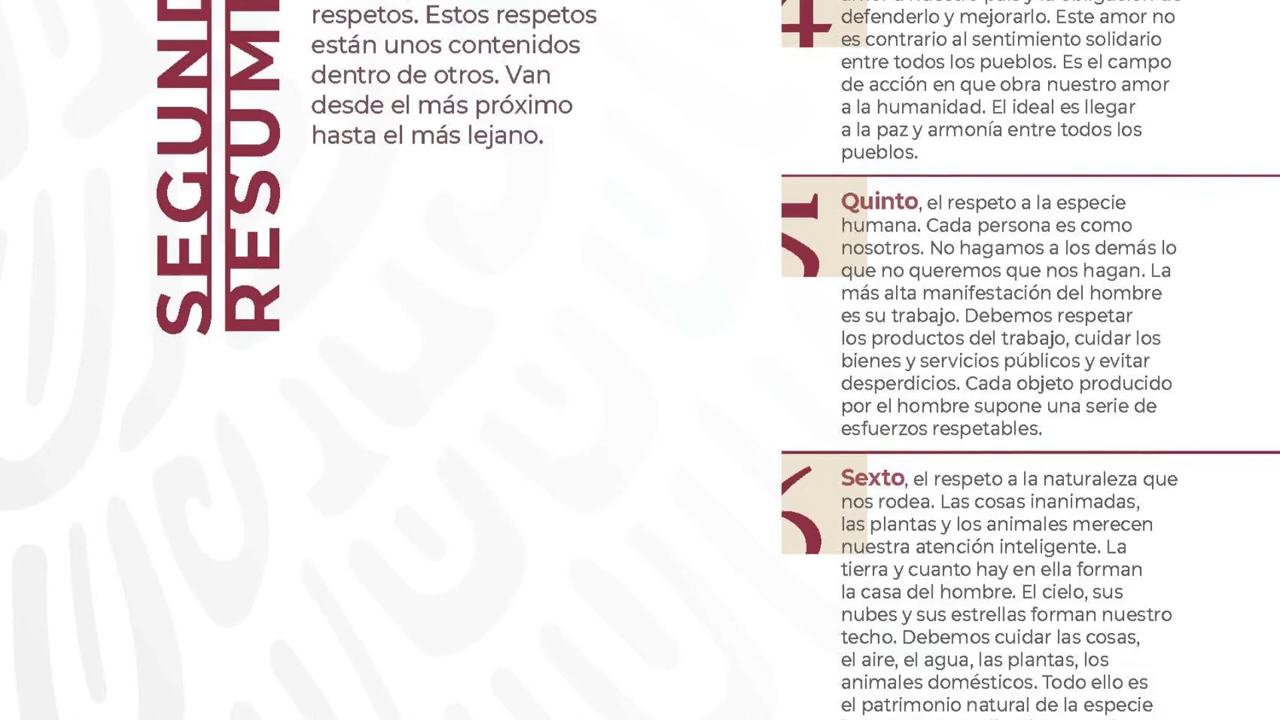 SEGUND
RESUM
respetos. Estos respetos
están unos contenidos
dentro de otros. Van
desde el más próximo
hasta el más lejano.
4
defenderlo y mejorarlo. Este amor no
es contrario al sentimiento solidario
entre todos los pueblos. Es el campo
de acción en que obra nuestro amor
a la humanidad. El ideal es llegar
a la paz y armonía entre todos los
pueblos.
5
Quinto, el respeto a la especie
humana. Cada persona es como
nosotros. No hagamos a los demás lo
que no queremos que nos hagan. La
más alta manifestación del hombre
es su trabajo. Debemos respetar
los productos del trabajo, cuidar los
bienes y servicios públicos y evitar
desperdicios. Cada objeto producido
por el hombre supone una serie de
esfuerzos respetables.
6
Sexto, el respeto a la naturaleza que
nos rodea. Las cosas inanimadas,
las plantas y los animales merecen
nuestra atención inteligente. La
tierra y cuanto hay en ella forman
la casa del hombre. El cielo, sus
nubes y sus estrellas forman nuestro
techo. Debemos cuidar las cosas,
el aire, el agua, las plantas, los
animales domésticos. Todo ello es
el patrimonio natural de la especie